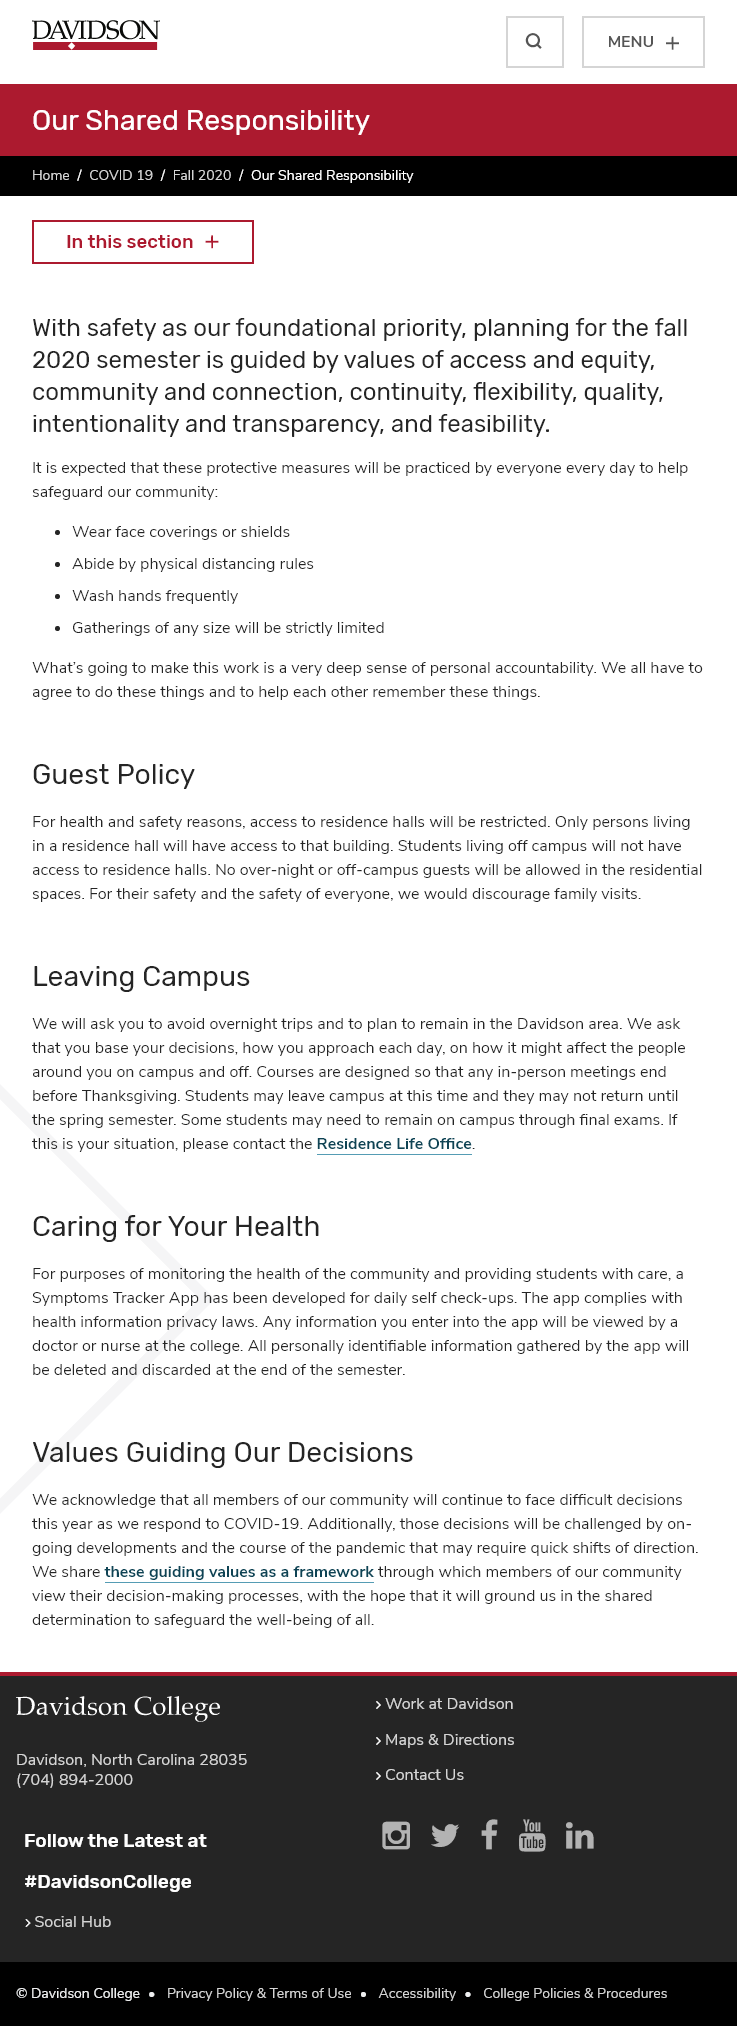 DAVIDSON
MENU +
Our Shared Responsibility
Home / COVID 19 / Fall 2020 / Our Shared Responsibility
In this section +
With safety as our foundational priority, planning for the fall
2020 semester is guided by values of access and equity,
community and connection, continuity, flexibility, quality,
intentionality and transparency, and feasibility.
It is expected that these protective measures will be practiced by everyone every day to help
safeguard our community:
• Wear face coverings or shields
• Abide by physical distancing rules
• Wash hands frequently
• Gatherings of any size will be strictly limited
What’s going to make this work is a very deep sense of personal accountability. We all have to
agree to do these things and to help each other remember these things.
Guest Policy
For health and safety reasons, access to residence halls will be restricted. Only persons living
in a residence hall will have access to that building. Students living off campus will not have
access to residence halls. No over-night or off-campus guests will be allowed in the residential
spaces. For their safety and the safety of everyone, we would discourage family visits.
Leaving Campus
We will ask you to avoid overnight trips and to plan to remain in the Davidson area. We ask
that you base your decisions, how you approach each day, on how it might affect the people
around you on campus and off. Courses are designed so that any in-person meetings end
before Thanksgiving. Students may leave campus at this time and they may not return until
the spring semester. Some students may need to remain on campus through final exams. If
this is your situation, please contact the Residence Life Office.
Caring for Your Health
For purposes of monitoring the health of the community and providing students with care, a
Symptoms Tracker App has been developed for daily self check-ups. The app complies with
health information privacy laws. Any information you enter into the app will be viewed by a
doctor or nurse at the college. All personally identifiable information gathered by the app will
be deleted and discarded at the end of the semester.
Values Guiding Our Decisions
We acknowledge that all members of our community will continue to face difficult decisions
this year as we respond to COVID-19. Additionally, those decisions will be challenged by on-
going developments and the course of the pandemic that may require quick shifts of direction.
We share these guiding values as a framework through which members of our community
view their decision-making processes, with the hope that it will ground us in the shared
determination to safeguard the well-being of all.
Davidson College
Davidson, North Carolina 28035
(704) 894-2000
Follow the Latest at
#DavidsonCollege
Social Hub
Work at Davidson
Maps & Directions
Contact Us
You
Tube
in
© Davidson College • Privacy Policy & Terms of Use • Accessibility • College Policies & Procedures